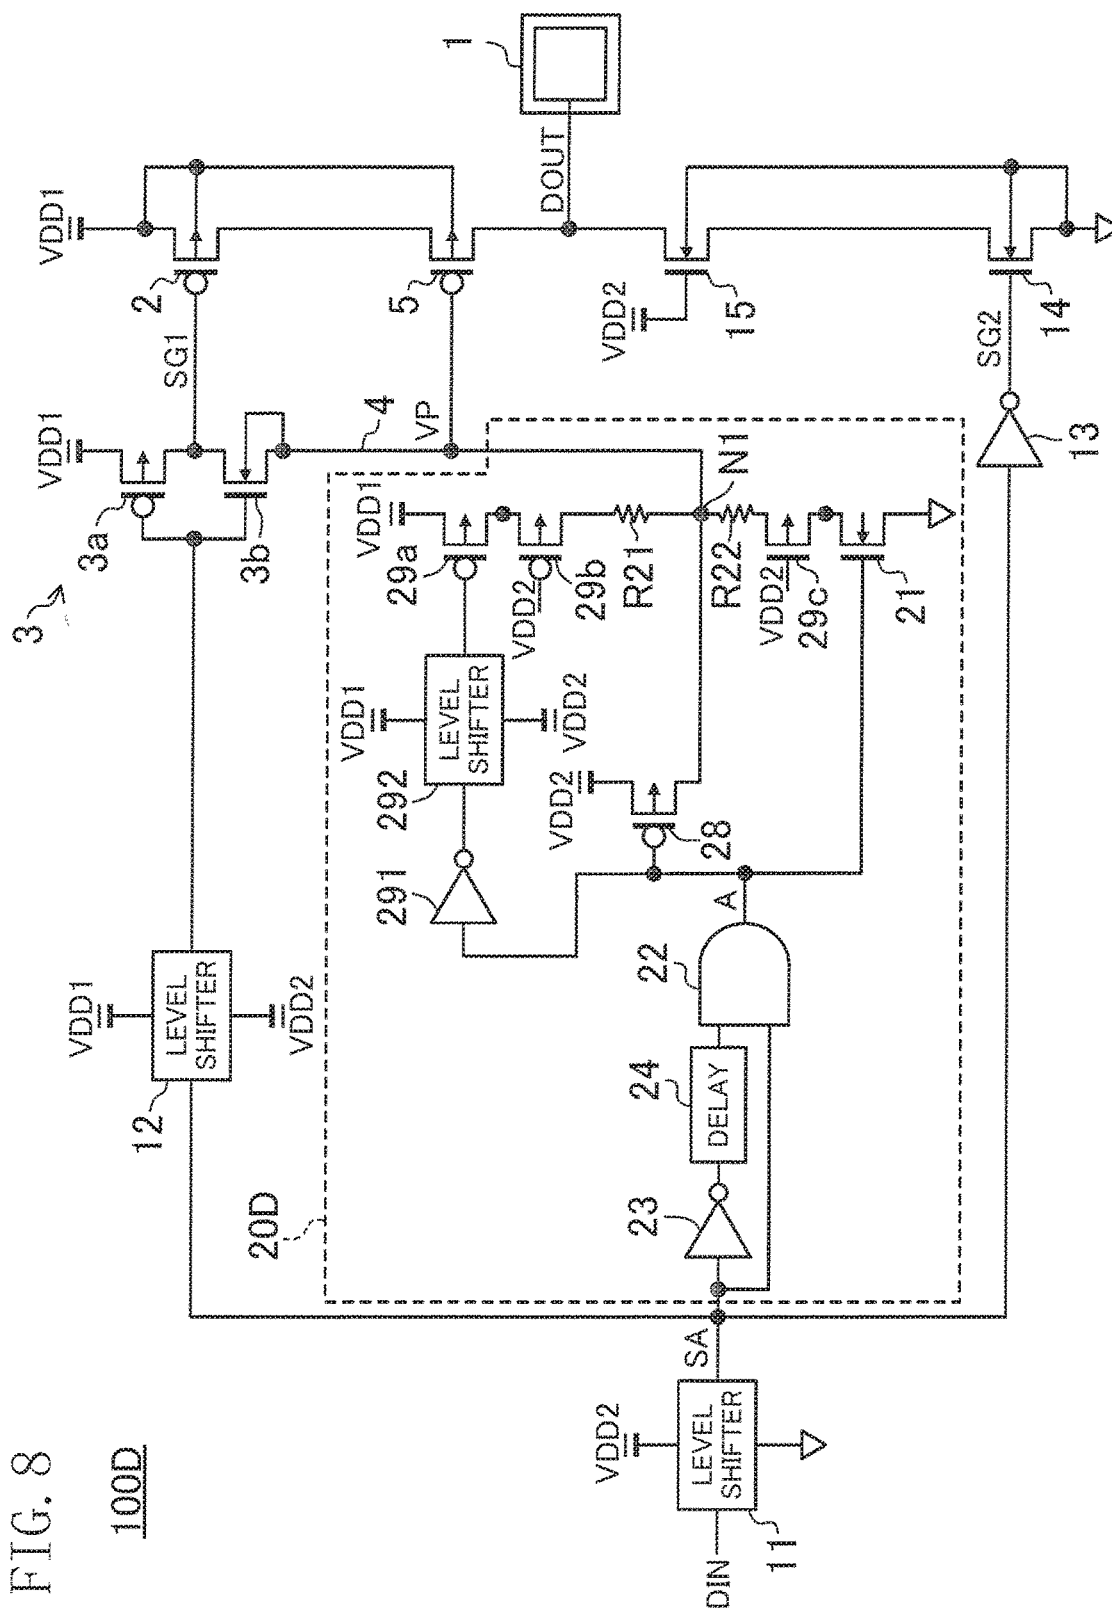 FIG. 8
100D
VDD1
VDD1
VDD1
3
3a
2
SG1
LEVEL
SHIFTER
12
VDD2
3b
4
VP
5
DOUT
1
20D
VDD1
VDD1
29a
LEVEL
SHIFTER
291
292
VDD2
VDD2
29b
R21
N1
VDD2
15
VDD2
28
R22
VDD2
29c
21
DELAY
24
22
A
23
VDD2
LEVEL
SHIFTER
DIN
11
SA
13
SG2
14